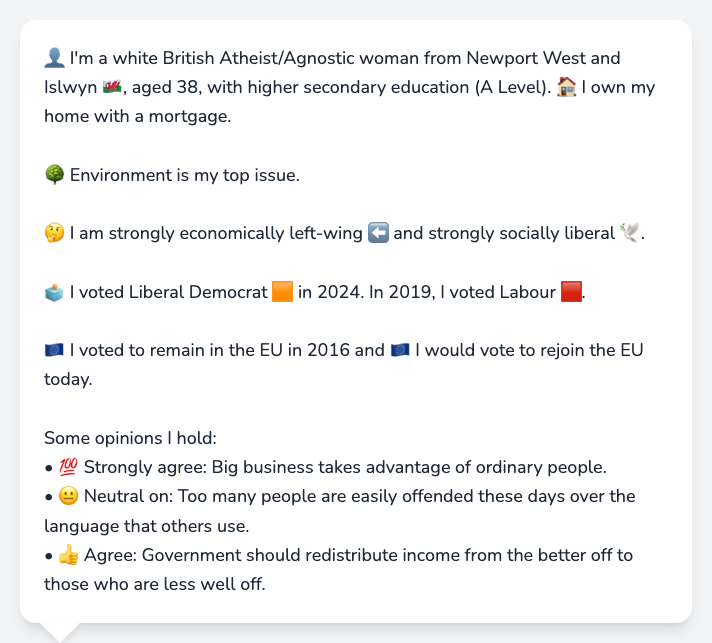 👤 I'm a white British Atheist/Agnostic woman from Newport West and
Islwyn 🏴󠁧󠁢󠁷󠁬󠁳󠁿, aged 38, with higher secondary education (A Level). 🏠 I own my
home with a mortgage.
🌳 Environment is my top issue.
🤔 I am strongly economically left-wing ⬅️ and strongly socially liberal 🕊️.
🗳️ I voted Liberal Democrat 🟧 in 2024. In 2019, I voted Labour 🟥.
🇪🇺 I voted to remain in the EU in 2016 and 🇪🇺 I would vote to rejoin the EU
today.
Some opinions I hold:
• 💯 Strongly agree: Big business takes advantage of ordinary people.
• 😐 Neutral on: Too many people are easily offended these days over the
language that others use.
• 👍 Agree: Government should redistribute income from the better off to
those who are less well off.